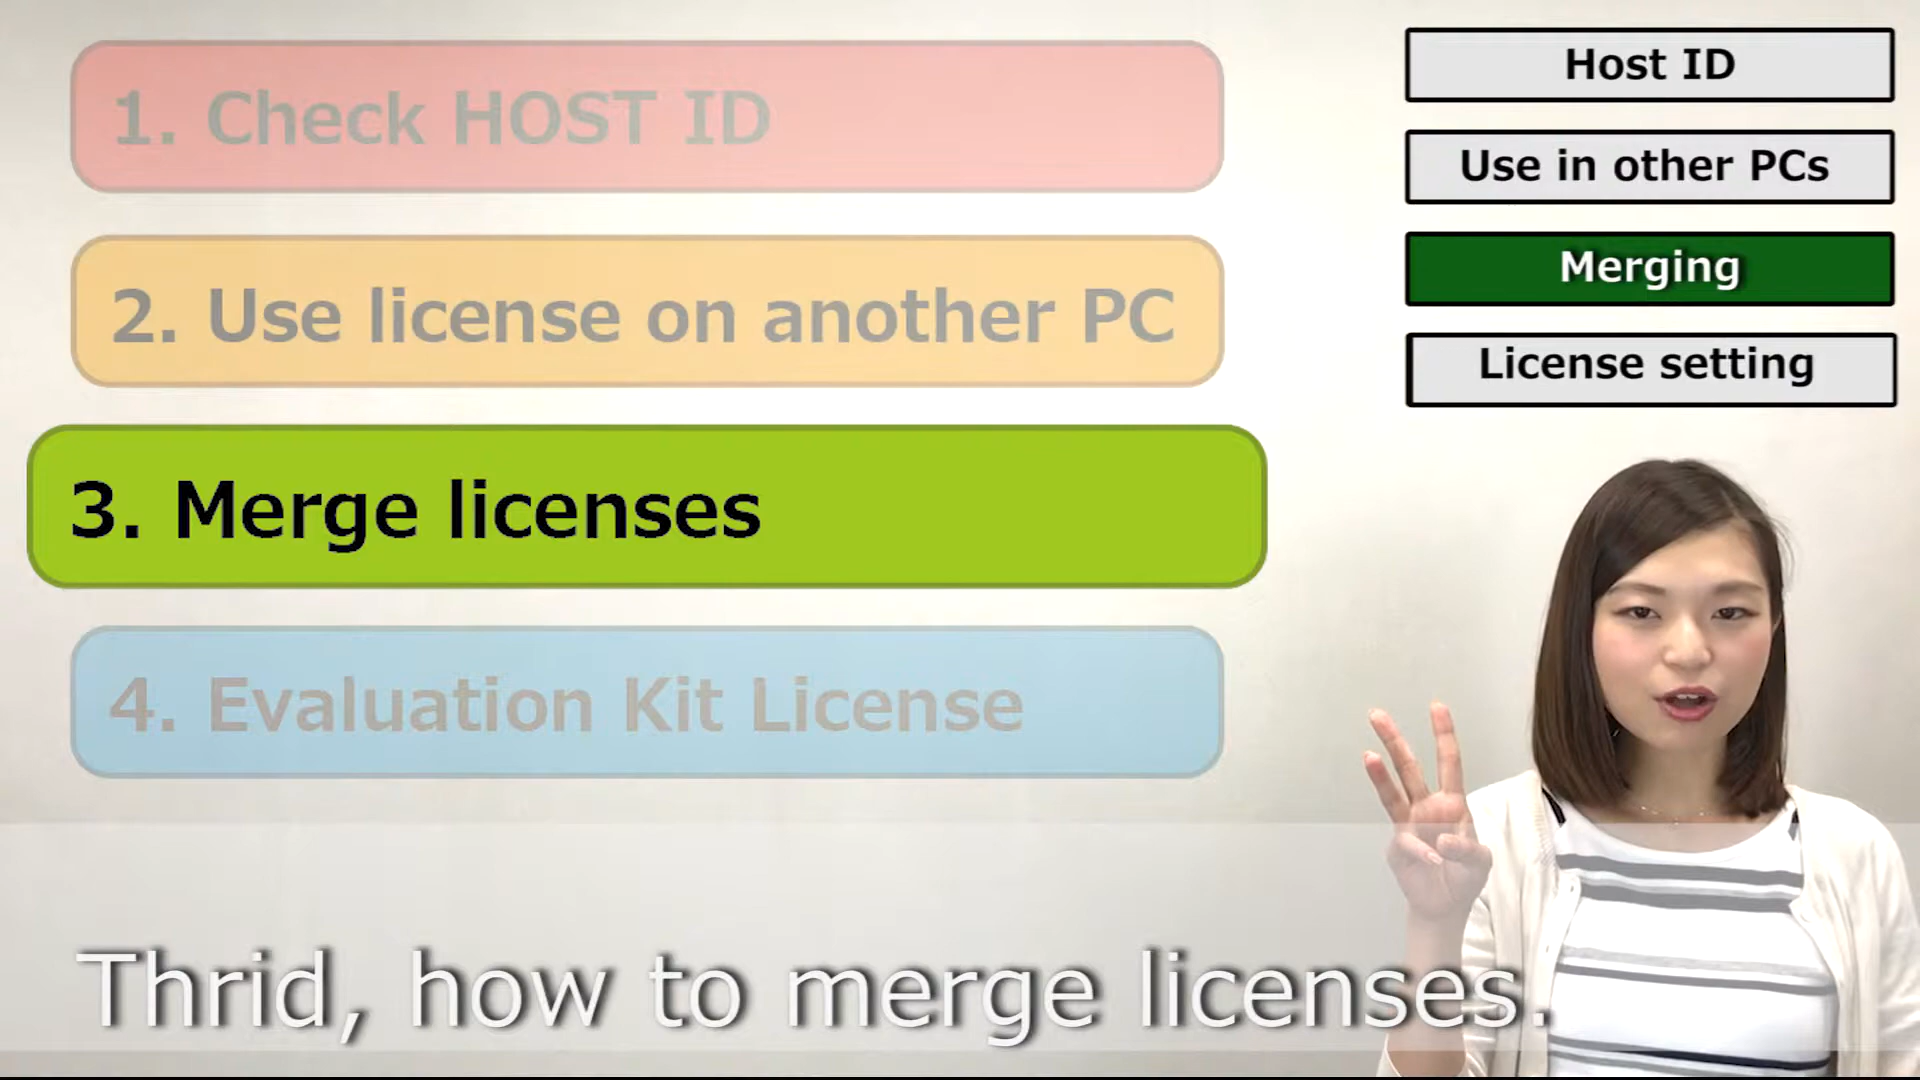 1. Check HOST ID
2. Use license on another PC
3. Merge licenses
4. Evaluation Kit License
Host ID
Use in other PCs
Merging
License setting
Thrid, how to merge licenses.